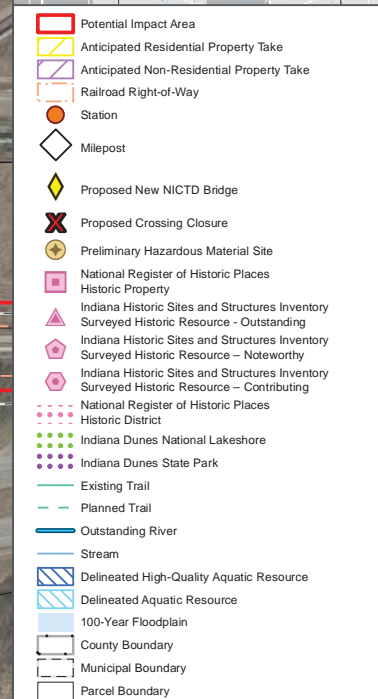 Potential Impact Area
Anticipated Residential Property Take
Anticipated Non-Residential Property Take
Railroad Right-of-Way
Station
Milepost
Proposed New NICTD Bridge
Proposed Crossing Closure
Preliminary Hazardous Material Site
National Register of Historic Places
Historic Property
Indiana Historic Sites and Structures Inventory
Surveyed Historic Resource - Outstanding
Indiana Historic Sites and Structures Inventory
Surveyed Historic Resource – Noteworthy
Indiana Historic Sites and Structures Inventory
Surveyed Historic Resource – Contributing
National Register of Historic Places
Historic District
Indiana Dunes National Lakeshore
Indiana Dunes State Park
Existing Trail
Planned Trail
Outstanding River
Stream
Delineated High-Quality Aquatic Resource
Delineated Aquatic Resource
100-Year Floodplain
County Boundary
Municipal Boundary
Parcel Boundary